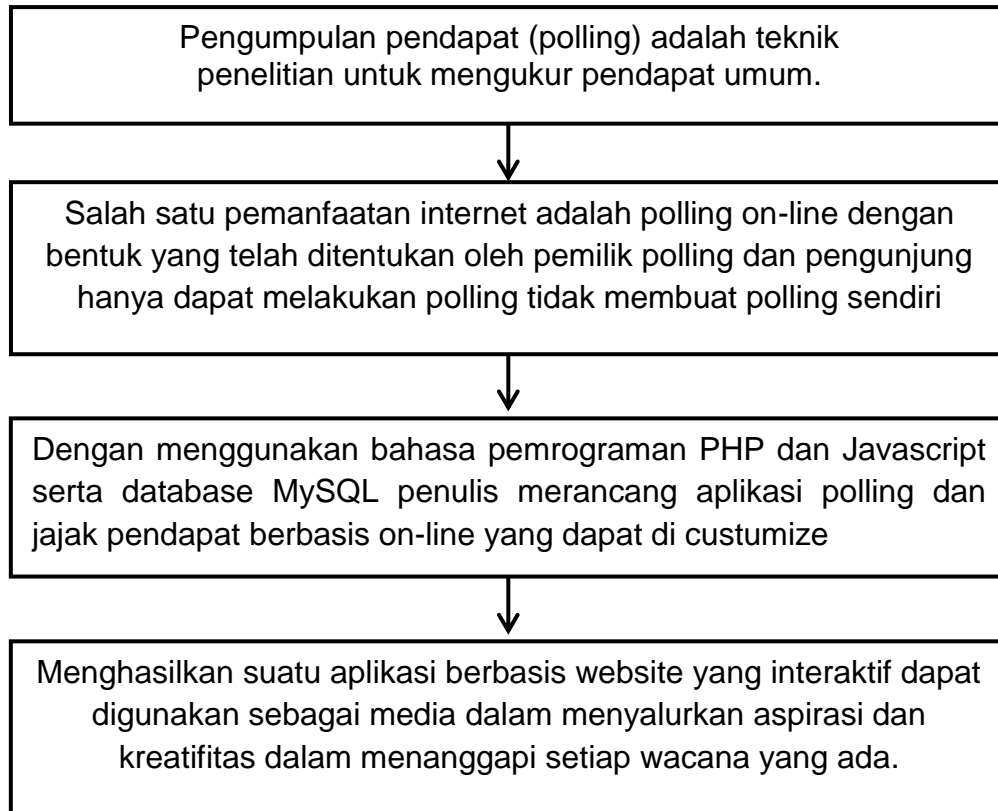 Pengumpulan pendapat (polling) adalah teknik
penelitian untuk mengukur pendapat umum.
Salah satu pemanfaatan internet adalah polling on-line dengan
bentuk yang telah ditentukan oleh pemilik polling dan pengunjung
hanya dapat melakukan polling tidak membuat polling sendiri
Dengan menggunakan bahasa pemrograman PHP dan Javascript
serta database MySQL penulis merancang aplikasi polling dan
jajak pendapat berbasis on-line yang dapat di custumize
Menghasilkan suatu aplikasi berbasis website yang interaktif dapat
digunakan sebagai media dalam menyalurkan aspirasi dan
kreatifitas dalam menanggapi setiap wacana yang ada.